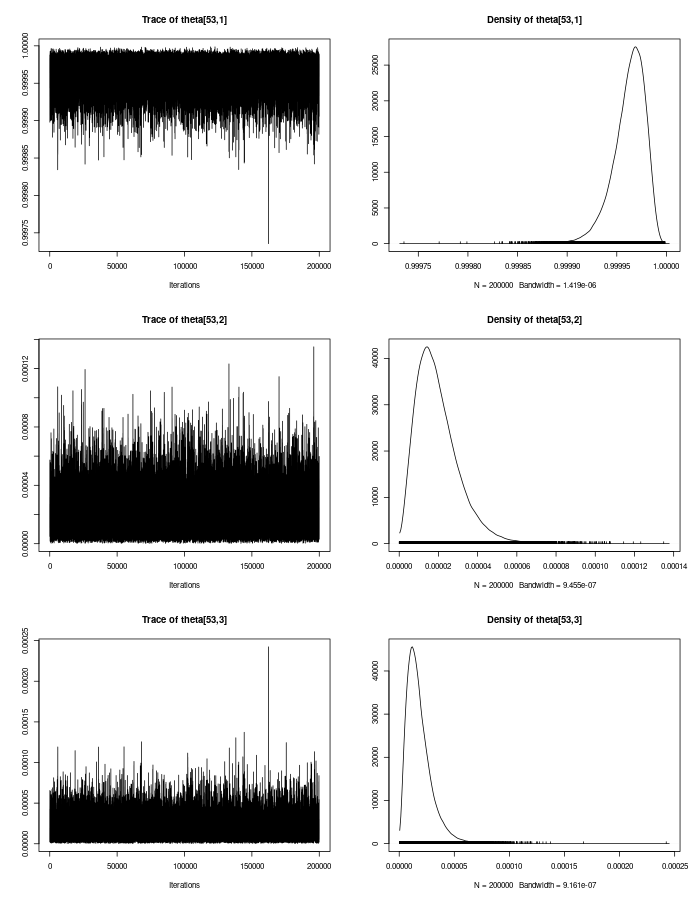 Trace of theta[53,1]
Density of theta[53,1]
1.00000
0.99995
0.99990
0.99985
0.99980
0.99975
0 50000 100000 150000 200000
Iterations
25000
20000
15000
10000
5000
0
0.99975 0.99980 0.99985 0.99990 0.99995 1.00000
N = 200000 Bandwidth = 1.419e-06
Trace of theta[53,2]
Density of theta[53,2]
0.00012
0.00008
0.00004
0.00000
0 50000 100000 150000 200000
Iterations
40000
30000
20000
10000
0
0.00000 0.00002 0.00004 0.00006 0.00008 0.00010 0.00012 0.00014
N = 200000 Bandwidth = 9.455e-07
Trace of theta[53,3]
Density of theta[53,3]
0.00025
0.00020
0.00015
0.00010
0.00005
0.00000
0 50000 100000 150000 200000
Iterations
40000
30000
20000
10000
0
0.00000 0.00005 0.00010 0.00015 0.00020 0.00025
N = 200000 Bandwidth = 9.161e-07